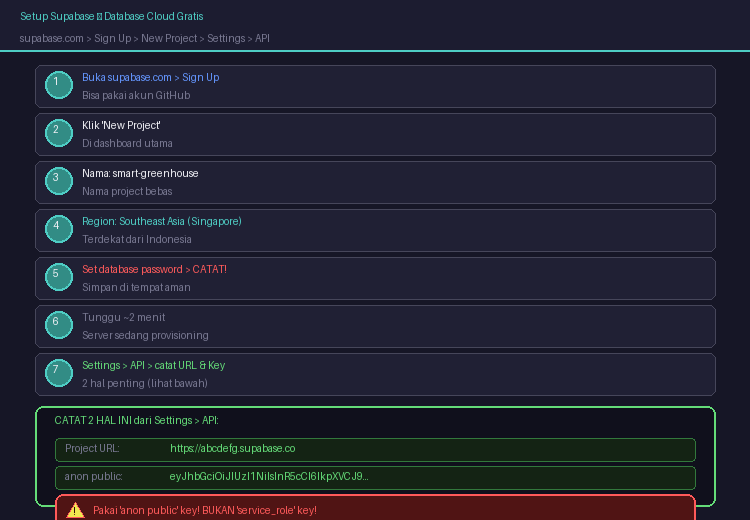 Setup Supabase ▯ Database Cloud Gratis
supabase.com > Sign Up > New Project > Settings > API
1
Buka supabase.com > Sign Up
Bisa pakai akun GitHub
2
Klik 'New Project'
Di dashboard utama
3
Nama: smart-greenhouse
Nama project bebas
4
Region: Southeast Asia (Singapore)
Terdekat dari Indonesia
5
Set database password > CATAT!
Simpan di tempat aman
6
Tunggu ~2 menit
Server sedang provisioning
7
Settings > API > catat URL & Key
2 hal penting (lihat bawah)
CATAT 2 HAL INI dari Settings > API:
Project URL: https://abcdefg.supabase.co
anon public: eyJhbGciOiJIUzI1NiIsInR5cCI6IkpXVCJ9...
Pakai 'anon public' key! BUKAN 'service_role' key!